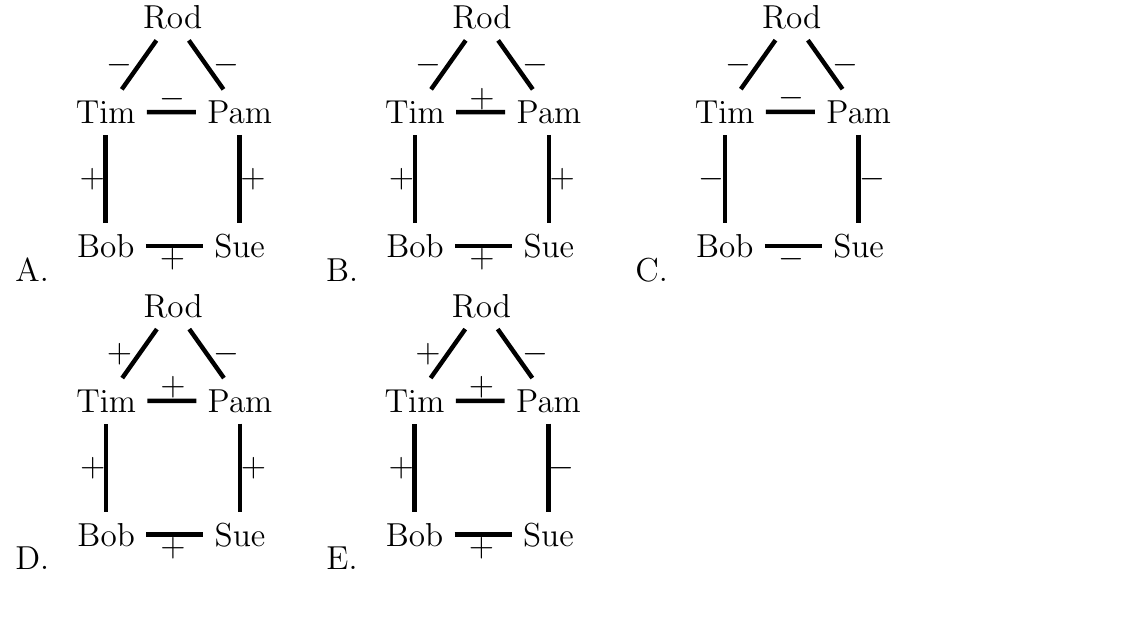 Rod Rod Rod
− − − − − −
− + −
Tim Pam Tim Pam Tim Pam
+ + + + − −
Bob Sue Bob Sue Bob Sue
+ + −
A. B. C.
Rod Rod
+ − + −
+ +
Tim Pam Tim Pam
+ + + −
Bob Sue Bob Sue
+ +
D. E.